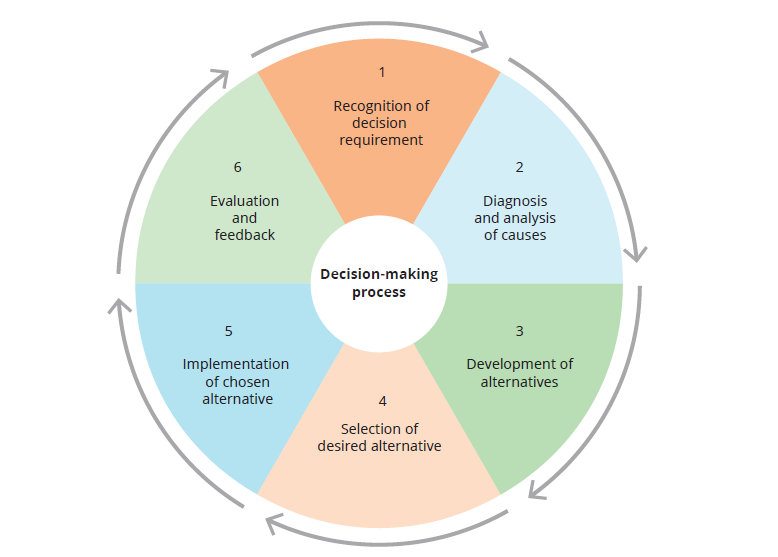 1
Recognition of
decision
requirement
2
Diagnosis
and analysis
of causes
3
Development of
alternatives
4
Selection of
desired alternative
5
Implementation
of chosen
alternative
6
Evaluation
and
feedback
Decision-making
process